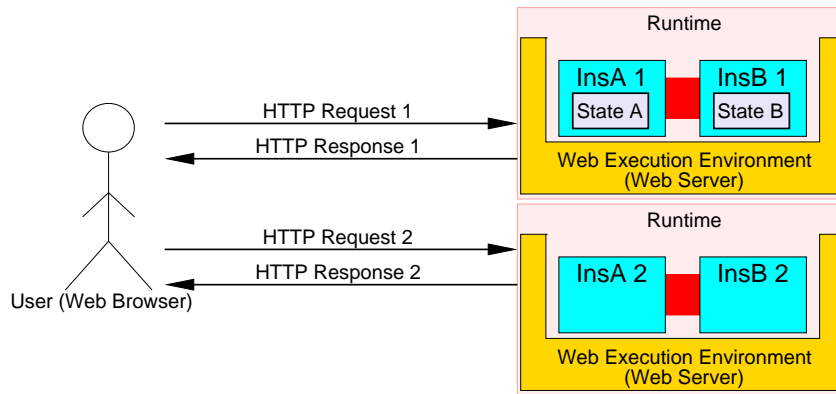 Runtime
InsA 1
InsB 1
State A
State B
HTTP Request 1
HTTP Response 1
Web Execution Environment
(Web Server)
Runtime
HTTP Request 2
InsA 2
InsB 2
HTTP Response 2
User (Web Browser)
Web Execution Environment
(Web Server)